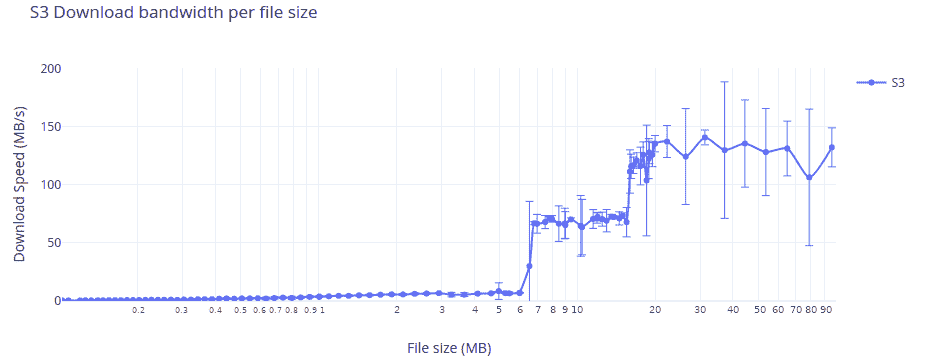 S3 Download bandwidth per file size
200
150
100
50
0
Download Speed (MB/s)
S3
0.2 0.3 0.4 0.5 0.6 0.7 0.8 0.9 1 2 3 4 5 6 7 8 9 10 20 30 40 50 60 70 80 90
File size (MB)